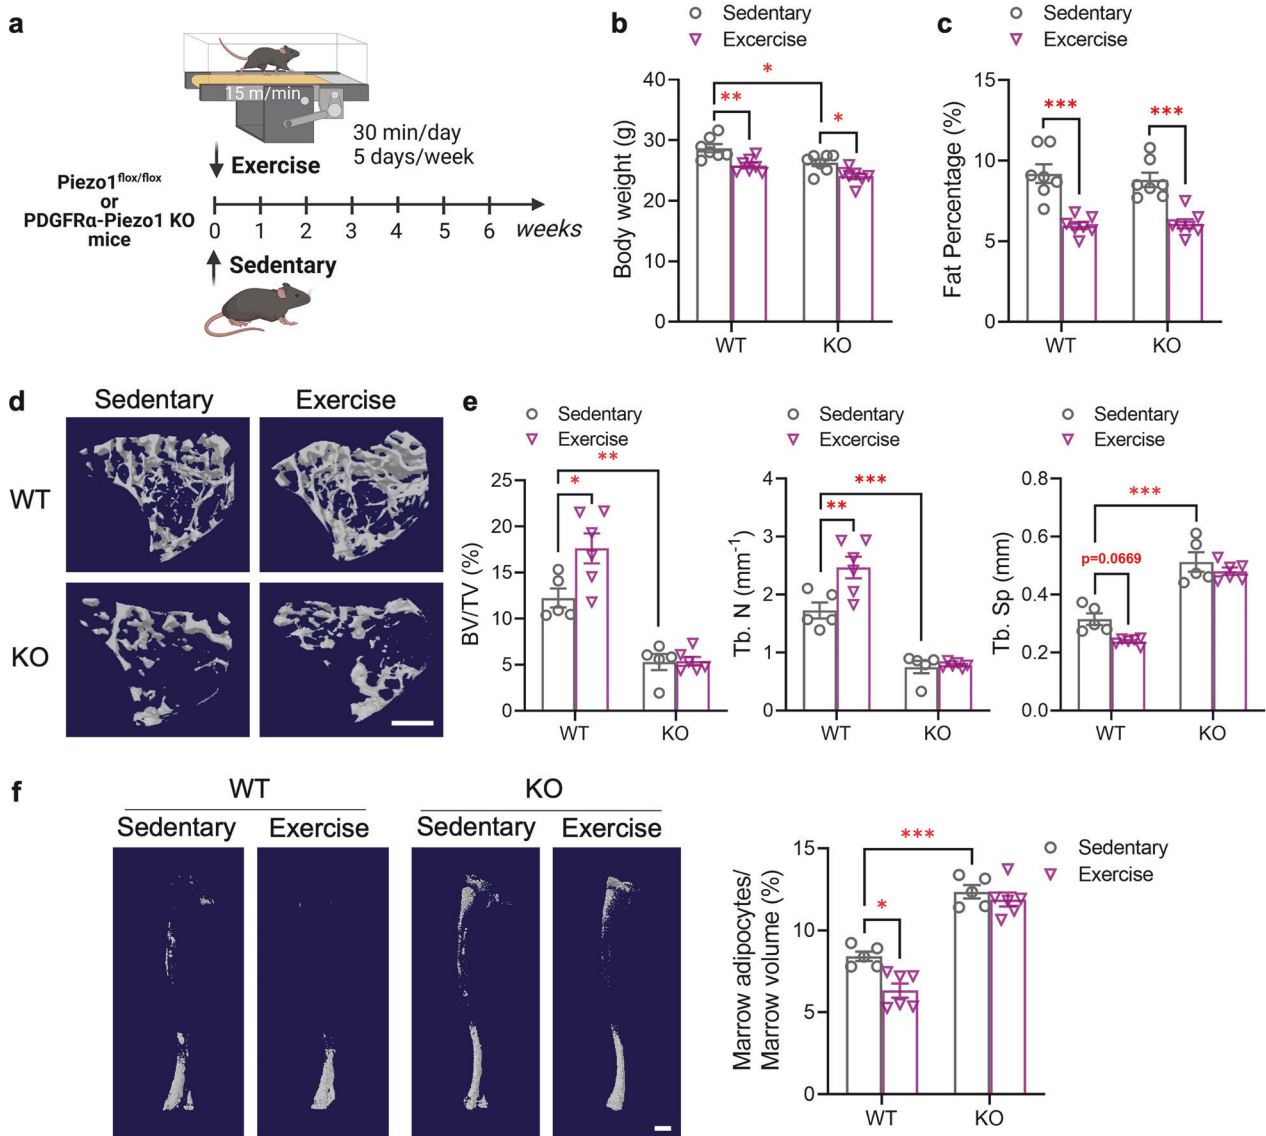 a
15 m/min
30 min/day
5 days/week
Exercise
Piezo1flox/flox
or
PDGFRα-Piezo1 KO
mice
0 1 2 3 4 5 6 weeks
Sedentary
b
Sedentary
Excercise
Body weight (g)
40
30
20
10
0
*
**
*
WT KO
c
Sedentary
Excercise
Fat Percentage (%)
15
10
5
0
***
***
WT KO
d
Sedentary Exercise
WT
KO
e
Sedentary
Exercise
BV/TV (%)
25
20
15
10
5
0
**
*
WT KO
Sedentary
Excercise
Tb. N (mm-1)
4
3
2
1
0
***
**
WT KO
Sedentary
Exercise
Tb. Sp (mm)
0.8
0.6
0.4
0.2
0.0
***
p=0.0669
WT KO
f
WT KO
Sedentary Exercise Sedentary Exercise
Marrow adipocytes/
Marrow volume (%)
15
10
5
0
***
*
Sedentary
Exercise
WT KO